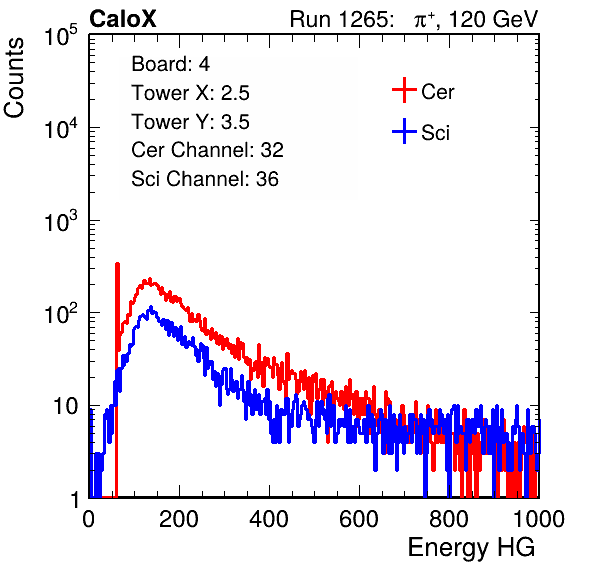 CaloX Run 1265: π⁺, 120 GeV
Counts
10⁵
10⁴
10³
10²
10
1
Board: 4
Tower X: 2.5
Tower Y: 3.5
Cer Channel: 32
Sci Channel: 36
Cer
Sci
0 200 400 600 800 1000
Energy HG